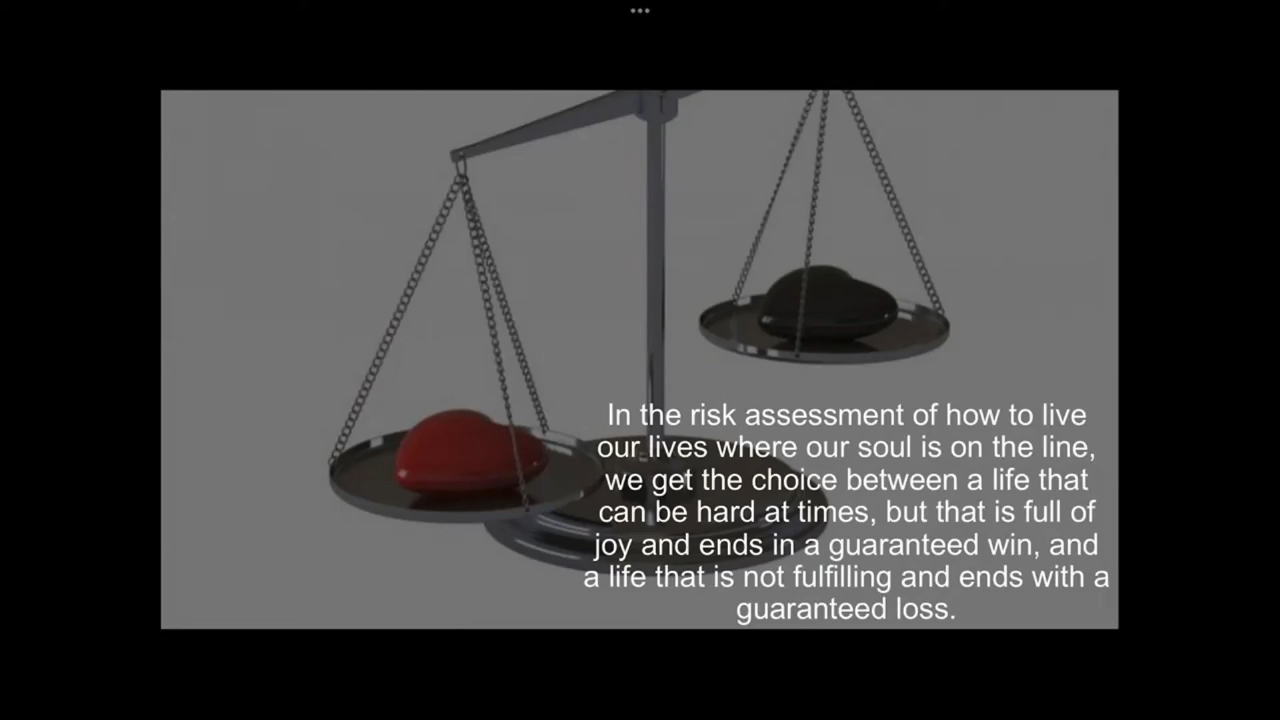 In the risk assessment of how to live
our lives where our soul is on the line,
we get the choice between a life that
can be hard at times, but that is full of
joy and ends in a guaranteed win, and
a life that is not fulfilling and ends with a
guaranteed loss.